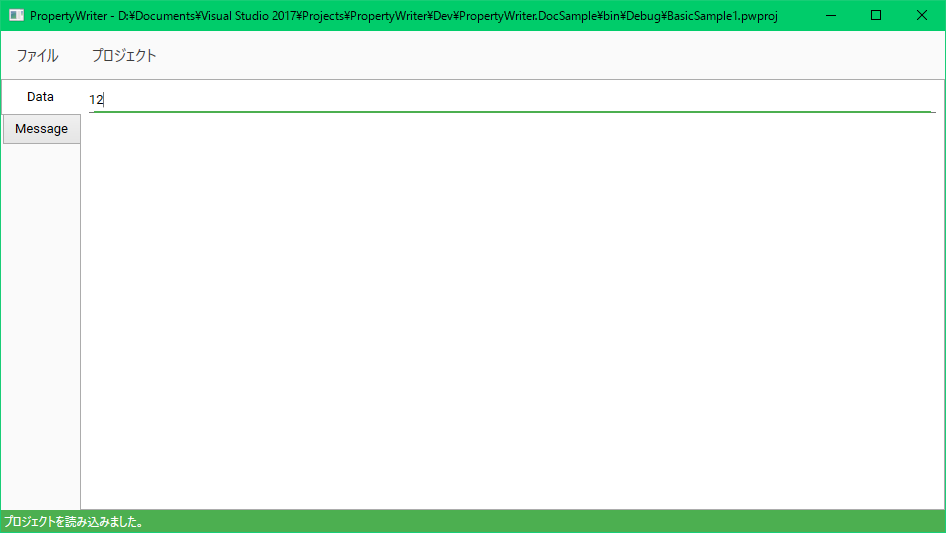 PropertyWriter - D:¥Documents¥Visual Studio 2017¥Projects¥PropertyWriter¥Dev¥PropertyWriter.DocSample¥bin¥Debug¥BasicSample1.pwproj
ファイル プロジェクト
Data
12
Message
プロジェクトを読み込みました。